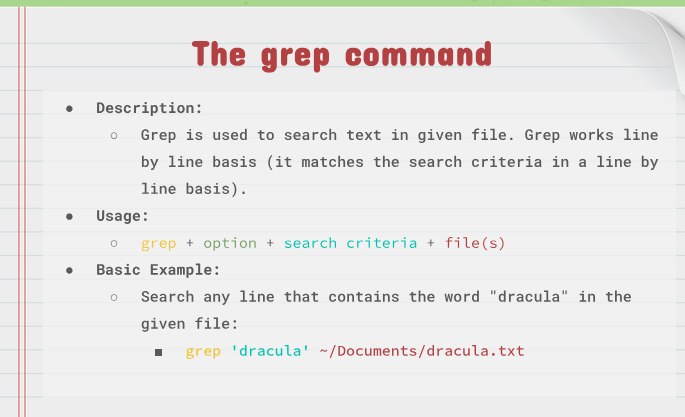 The grep command
● Description:
○ Grep is used to search text in given file. Grep works line
by line basis (it matches the search criteria in a line by
line basis).
● Usage:
○ grep + option + search criteria + file(s)
● Basic Example:
○ Search any line that contains the word "dracula" in the
given file:
■ grep 'dracula' ~/Documents/dracula.txt